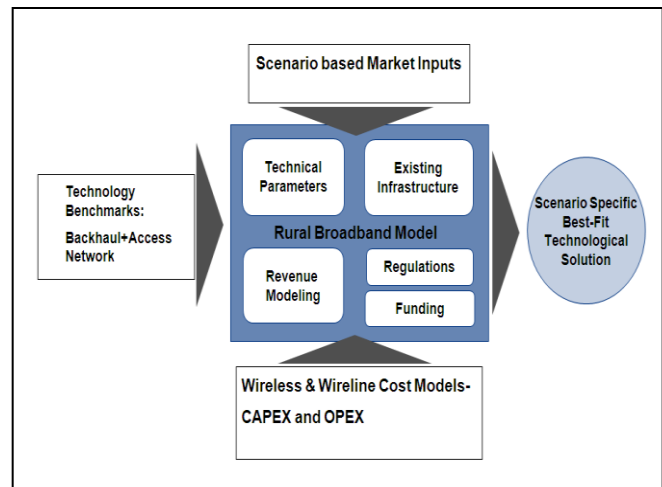 Scenario based Market Inputs
Technical
Parameters
Existing
Infrastructure
Technology
Benchmarks:
Backhaul+Access
Network
Rural Broadband Model
Scenario Specific
Best-Fit
Technological
Solution
Revenue
Modeling
Regulations
Funding
Wireless & Wireline Cost Models-
CAPEX and OPEX